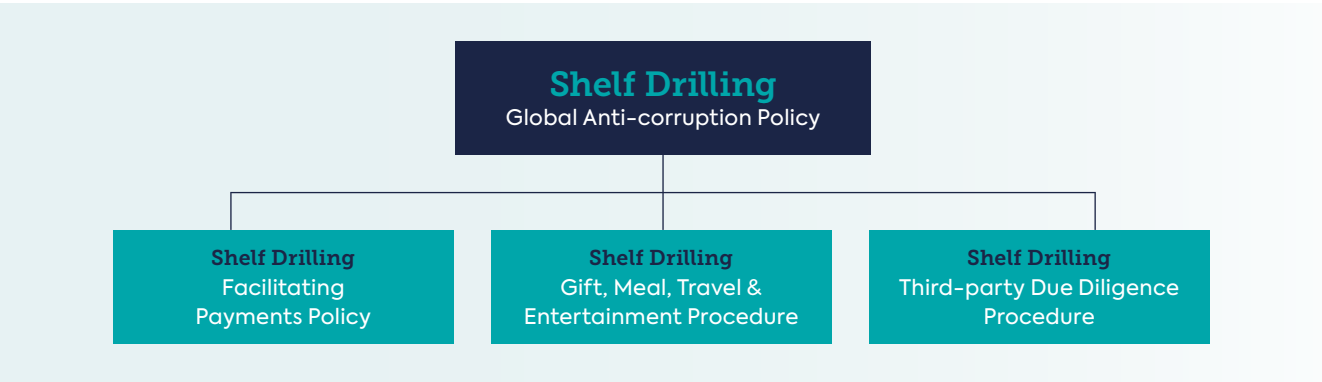 Shelf Drilling
Global Anti-corruption Policy
Shelf Drilling
Facilitating
Payments Policy
Shelf Drilling
Gift, Meal, Travel &
Entertainment Procedure
Shelf Drilling
Third-party Due Diligence
Procedure